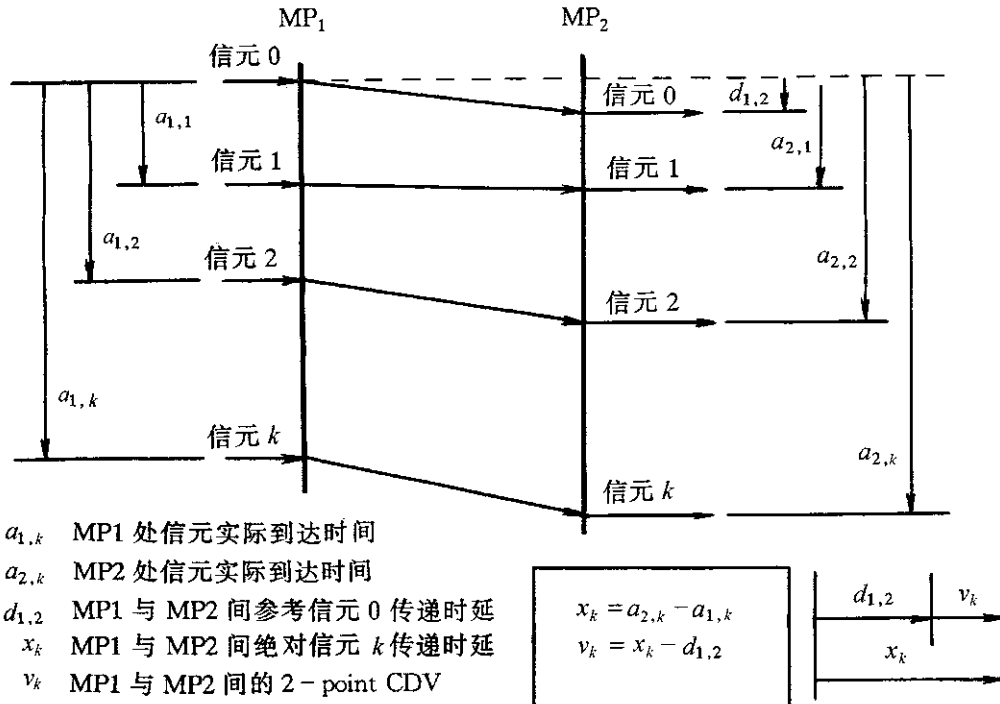 MP₁
MP₂
信元 0
信元 0
d₁,₂
a₁,₁
a₂,₁
信元 1
信元 1
a₁,₂
信元 2
a₂,₂
信元 2
a₁,ₖ
信元 k
a₂,ₖ
信元 k
a₁,ₖ MP1 处信元实际到达时间
a₂,ₖ MP2 处信元实际到达时间
d₁,₂ MP1 与 MP2 间参考信元 0 传递时延
xₖ MP1 与 MP2 间绝对信元 k 传递时延
vₖ MP1 与 MP2 间的 2-point CDV
xₖ = a₂,ₖ - a₁,ₖ
vₖ = xₖ - d₁,₂
d₁,₂ vₖ
xₖ